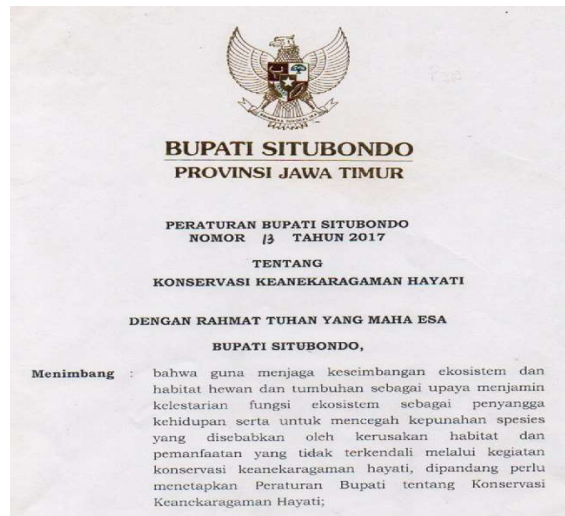 BUPATI SITUBONDO
PROVINSI JAWA TIMUR
PERATURAN BUPATI SITUBONDO
NOMOR 13 TAHUN 2017
TENTANG
KONSERVASI KEANEKARAGAMAN HAYATI
DENGAN RAHMAT TUHAN YANG MAHA ESA
BUPATI SITUBONDO,
Menimbang : bahwa guna menjaga keseimbangan ekosistem dan
habitat hewan dan tumbuhan sebagai upaya menjamin
kelestarian fungsi ekosistem sebagai penyangga
kehidupan serta untuk mencegah kepunahan spesies
yang disebabkan oleh kerusakan habitat dan
pemanfaatan yang tidak terkendali melalui kegiatan
konservasi keanekaragaman hayati, dipandang perlu
menetapkan Peraturan Bupati tentang Konservasi
Keanekaragaman Hayati;